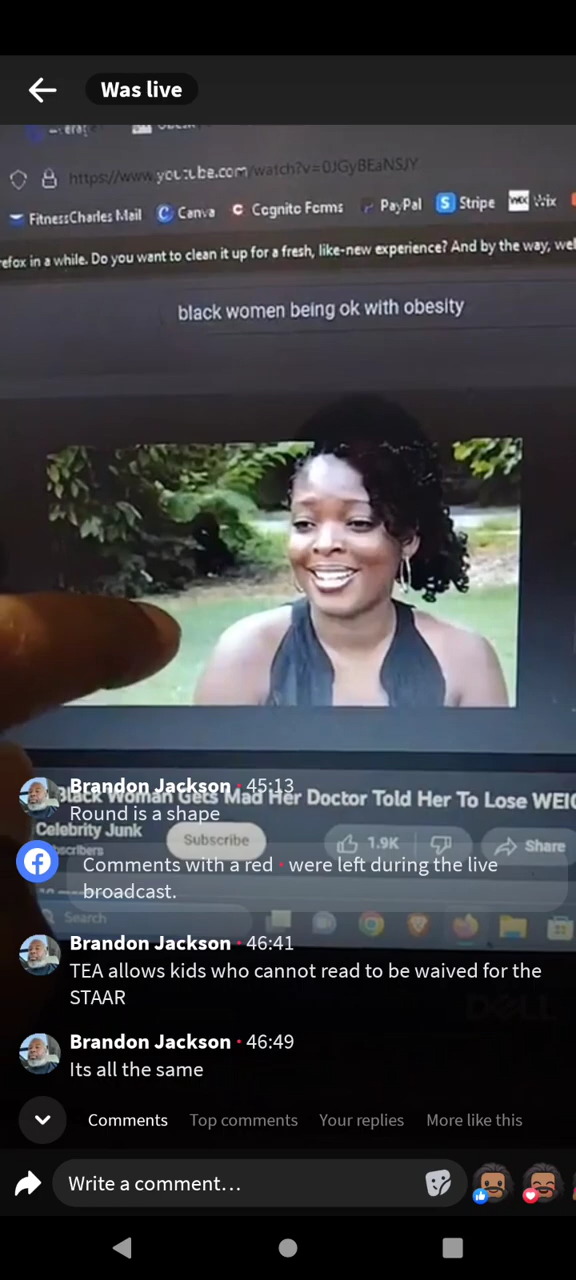 Was live
https://www.youtube.com/watch?v=0JGyBEaNSJY
FitnessCharles Mail Canva Cognito Forms PayPal Stripe Wix
refox in a while. Do you want to clean it up for a fresh, like-new experience? And by the way, wel
black women being ok with obesity
Brandon Jackson · 45:13
Black Woman Gets Mad Her Doctor Told Her To Lose WEIG
Round is a shape
Celebrity Junk
Subscribe 1.9K Share
Comments with a red · were left during the live
broadcast.
Search
Brandon Jackson · 46:41
TEA allows kids who cannot read to be waived for the
STAAR
DELL
Brandon Jackson · 46:49
Its all the same
Comments Top comments Your replies More like this
Write a comment…